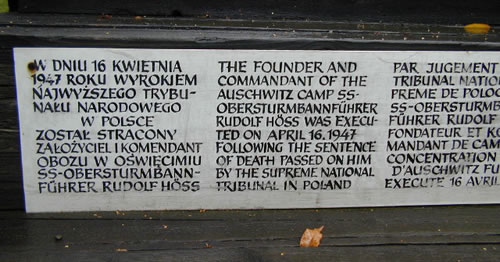 W DNIU 16 KWIETNIA
1947 ROKU WYROKIEM
NAJWYŻSZEGO TRYBU-
NAŁU NARODOWEGO
W POLSCE
ZOSTAŁ STRACONY
ZAŁOŻYCIEL I KOMENDANT
OBOZU W OŚWIĘCIMIU
SS-OBERSTURMBANN-
FÜHRER RUDOLF HÖSS
THE FOUNDER AND
COMMANDANT OF THE
AUSCHWITZ CAMP SS-
OBERSTURMBANNFÜHRER
RUDOLF HÖSS WAS EXECU-
TED ON APRIL 16, 1947
FOLLOWING THE SENTENCE
OF DEATH PASSED ON HIM
BY THE SUPREME NATIONAL
TRIBUNAL IN POLAND
PAR JUGEMENT
TRIBUNAL NATIO
PREME DE POLOG
SS-OBERSTURM
FÜHRER RUDOLF
FONDATEUR ET KO
MANDANT DE CAM
CONCENTRATION
D'AUSCHWITZ FU
EXECUTE 16 AVRIL